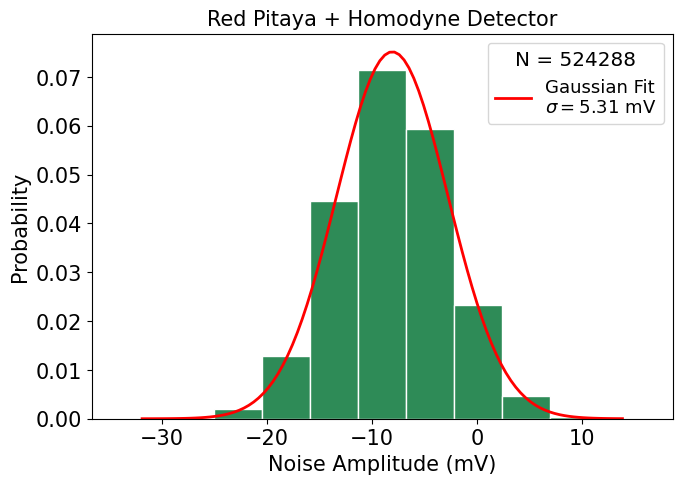 Red Pitaya + Homodyne Detector
N = 524288
Gaussian Fit
σ = 5.31 mV
Probability
0.07
0.06
0.05
0.04
0.03
0.02
0.01
0.00
−30 −20 −10 0 10
Noise Amplitude (mV)